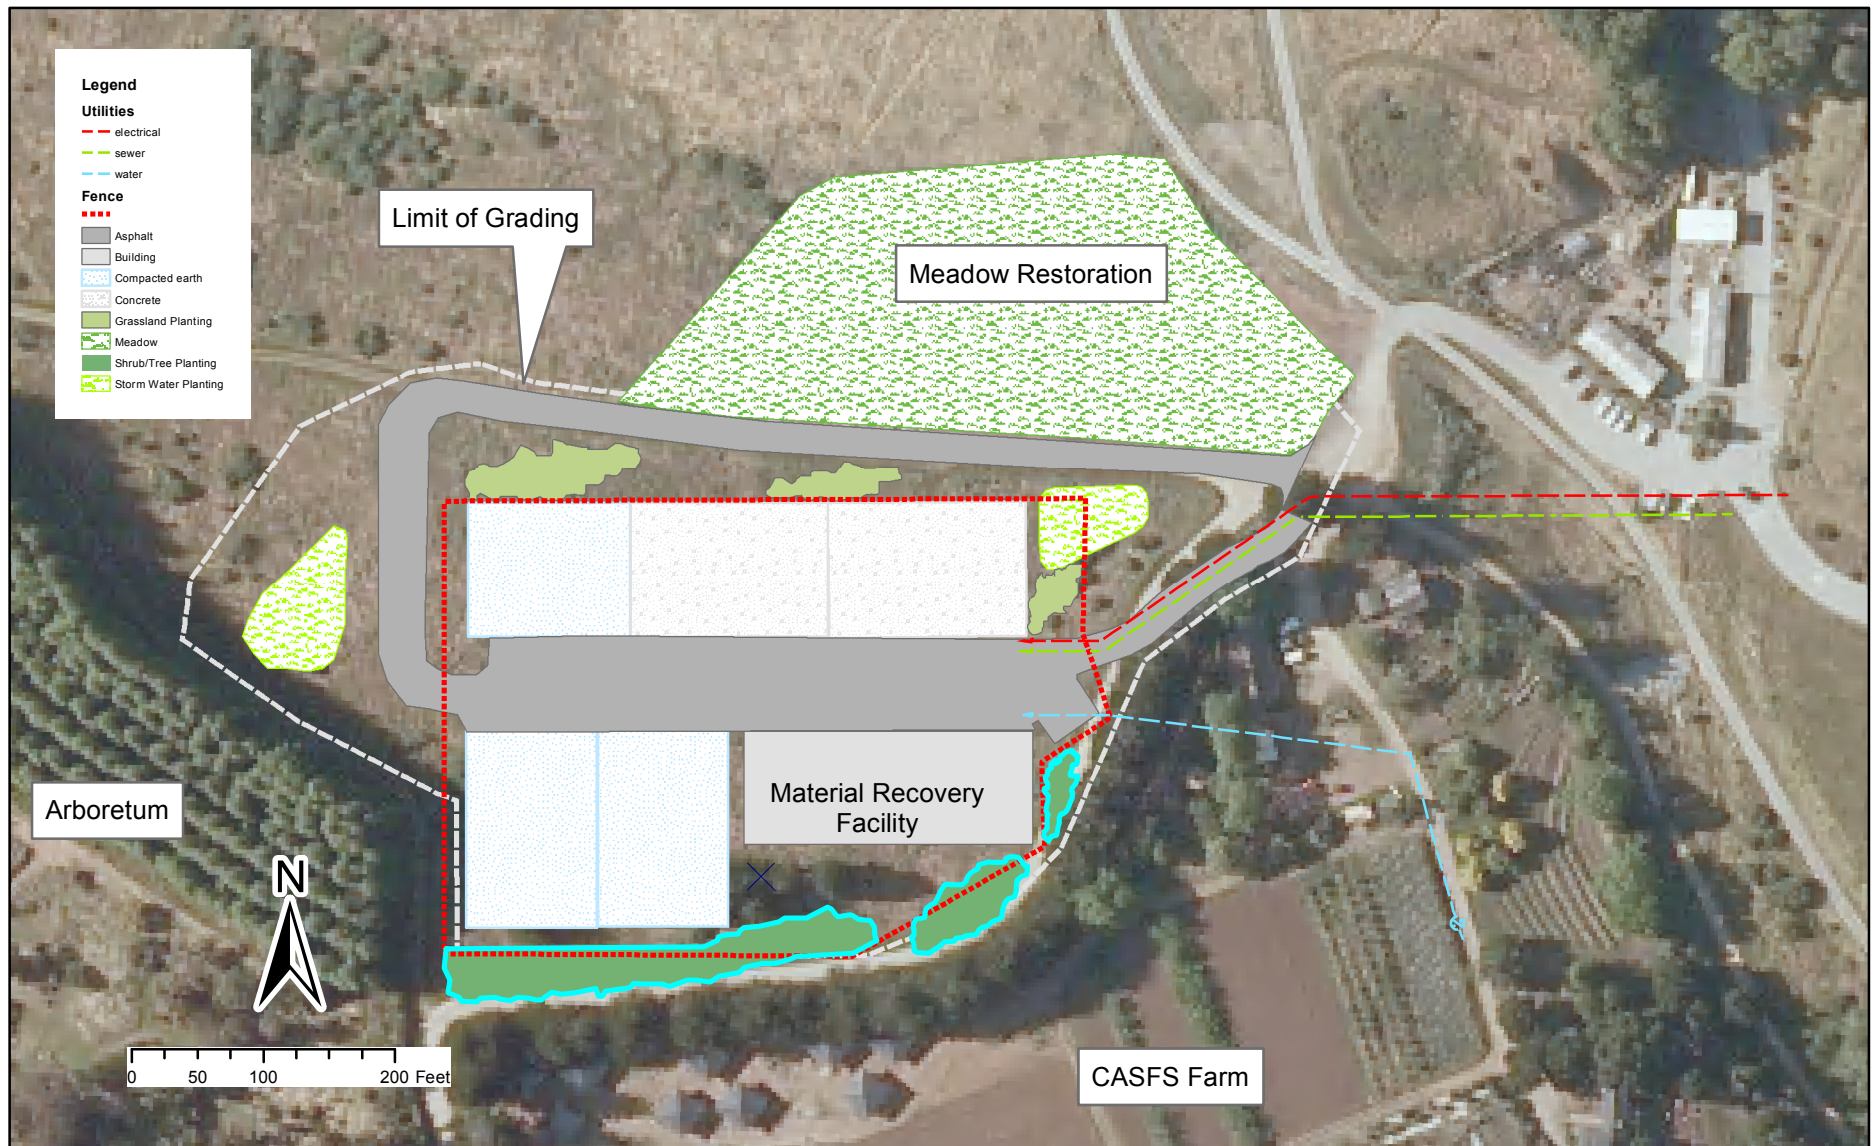 Legend
Utilities
electrical
sewer
water
Fence
Asphalt
Building
Compacted earth
Concrete
Grassland Planting
Meadow
Shrub/Tree Planting
Storm Water Planting
Limit of Grading
Meadow Restoration
Material Recovery
Facility
Arboretum
N
0 50 100 200 Feet
CASFS Farm